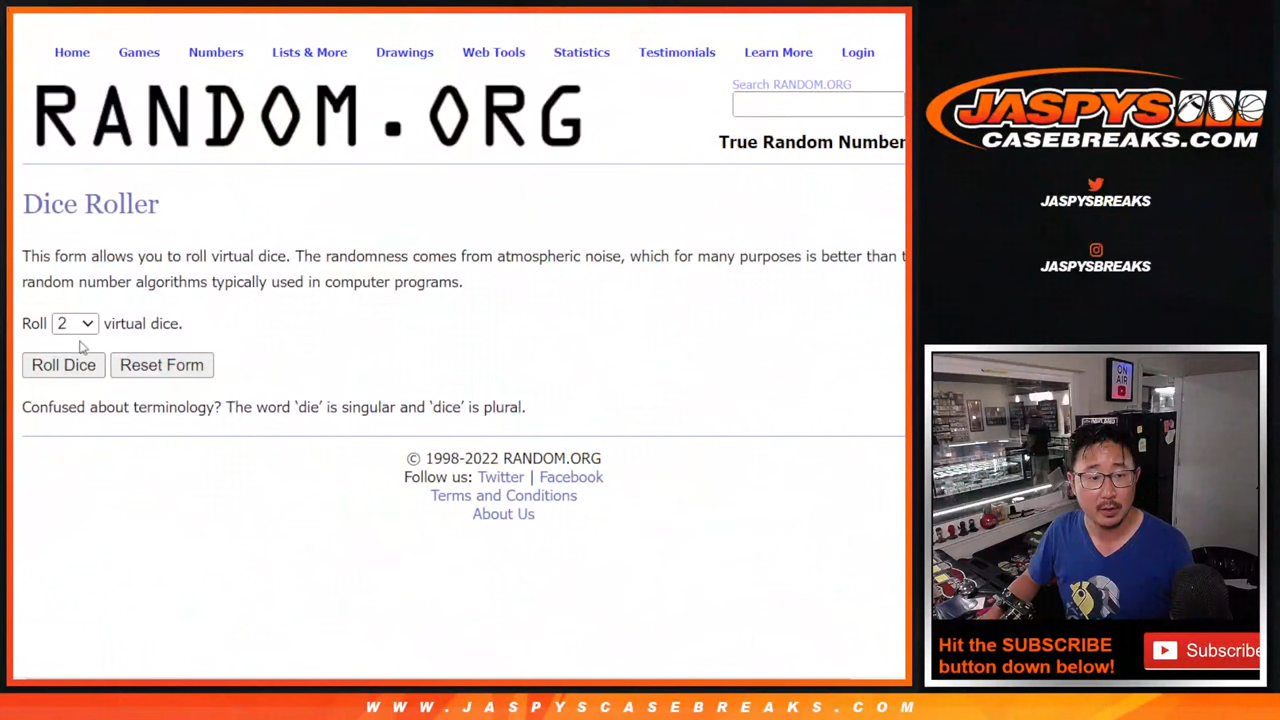 Home Games Numbers Lists & More Drawings Web Tools Statistics Testimonials Learn More Login
RANDOM.ORG
Search RANDOM.ORG
True Random Number
Dice Roller
This form allows you to roll virtual dice. The randomness comes from atmospheric noise, which for many purposes is better than t
random number algorithms typically used in computer programs.
Roll 2 virtual dice.
Roll Dice Reset Form
Confused about terminology? The word ‘die’ is singular and ‘dice’ is plural.
© 1998-2022 RANDOM.ORG
Follow us: Twitter | Facebook
Terms and Conditions
About Us
JASPYS
CASEBREAKS.COM
JASPYSBREAKS
JASPYSBREAKS
ON
AIR
Hit the SUBSCRIBE
button down below!
Subscribe
WWW.JASPYSCASEBREAKS.COM